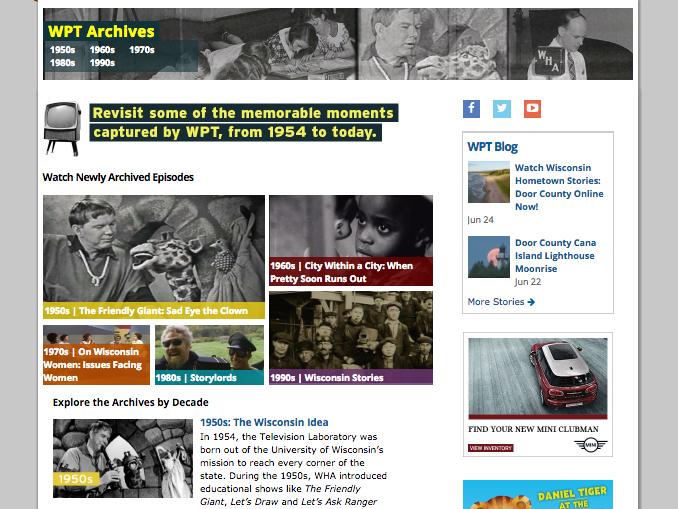 WPT Archives
1950s 1960s 1970s
1980s 1990s
WHA
Revisit some of the memorable moments
captured by WPT, from 1954 to today.
Watch Newly Archived Episodes
1950s | The Friendly Giant: Sad Eye the Clown
1960s | City Within a City: When
Pretty Soon Runs Out
1970s | On Wisconsin
Women: Issues Facing
Women
1980s | Storylords
1990s | Wisconsin Stories
Explore the Archives by Decade
1950s
1950s: The Wisconsin Idea
In 1954, the Television Laboratory was
born out of the University of Wisconsin's
mission to reach every corner of the
state. During the 1950s, WHA introduced
educational shows like The Friendly
Giant, Let's Draw and Let's Ask Ranger
WPT Blog
Watch Wisconsin
Hometown Stories:
Door County Online
Now!
Jun 24
Door County Cana
Island Lighthouse
Moonrise
Jun 22
More Stories
FIND YOUR NEW MINI CLUBMAN
VIEW INVENTORY
MINI
DANIEL TIGER
AT THE